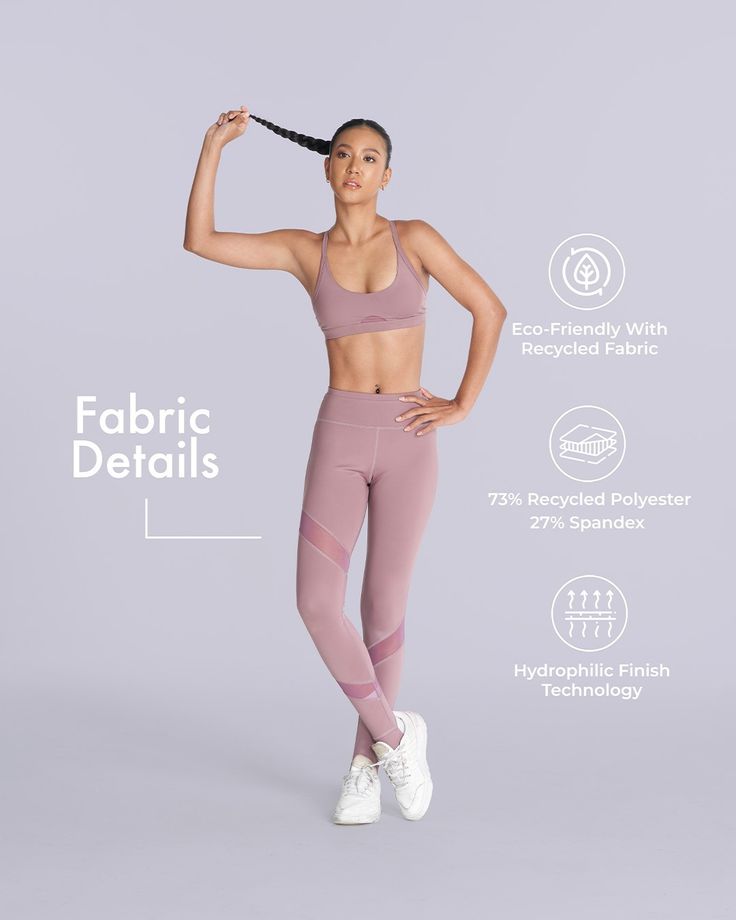 Fabric
Details
Eco-Friendly With
Recycled Fabric
73% Recycled Polyester
27% Spandex
Hydrophilic Finish
Technology